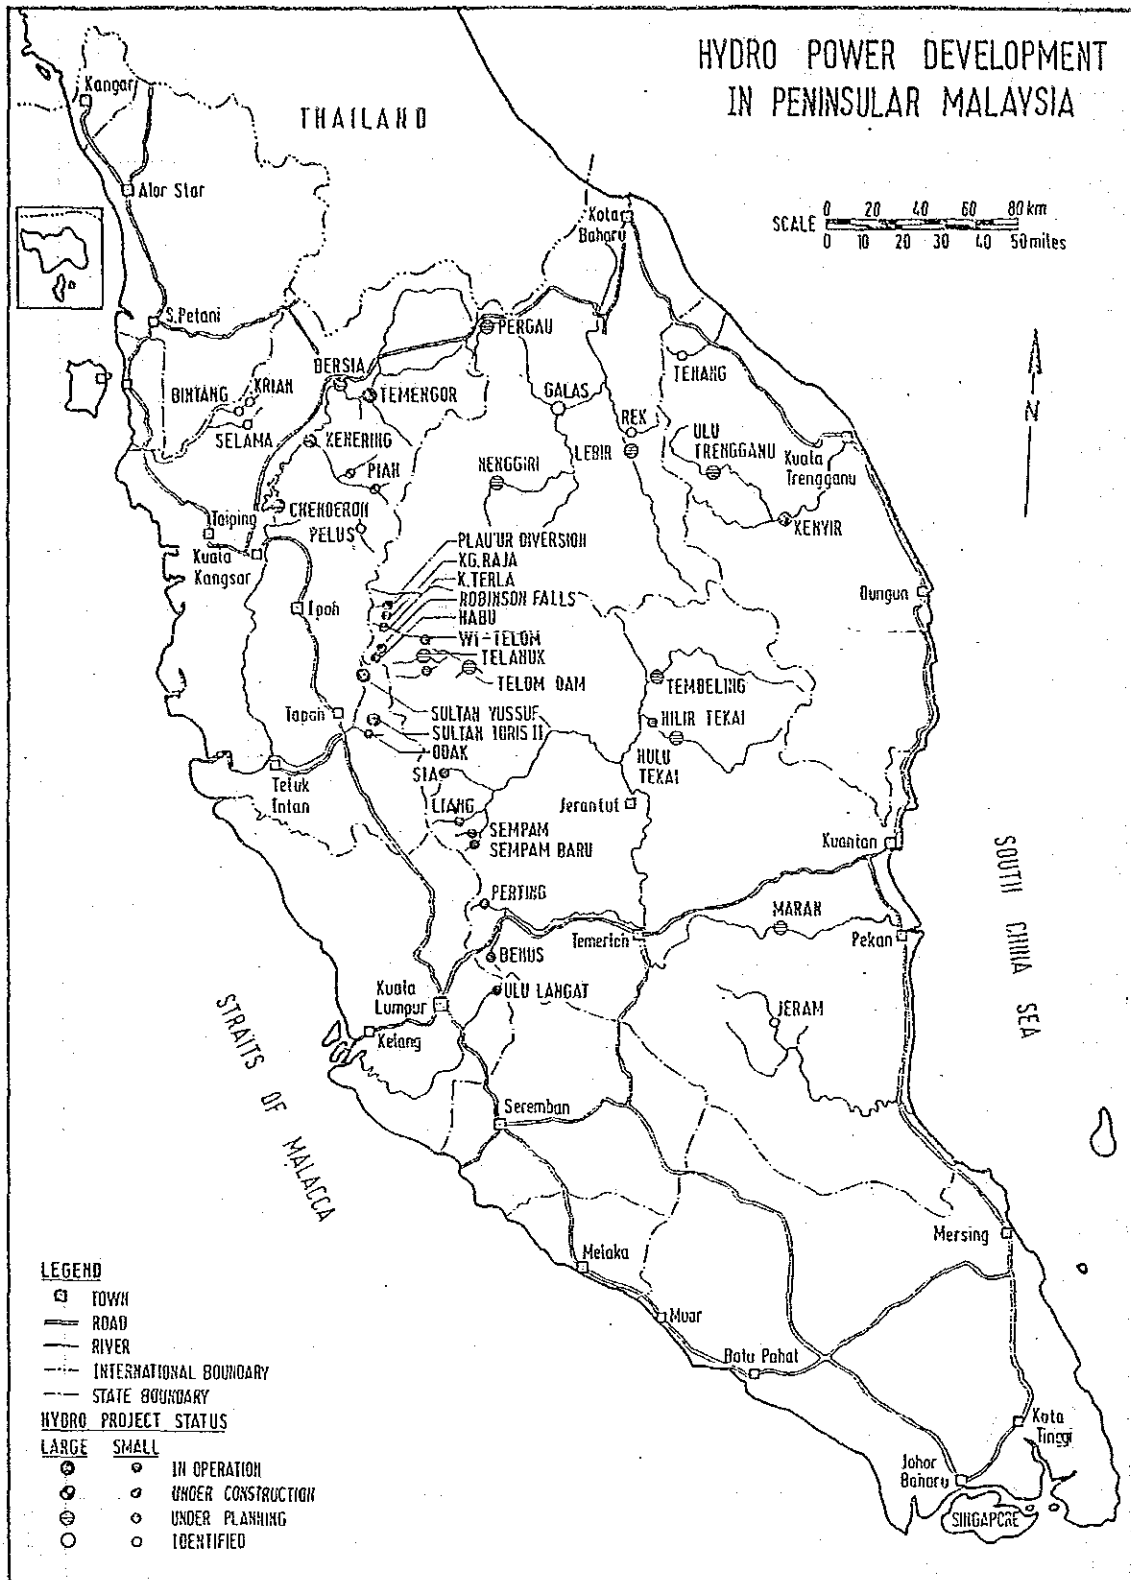 HYDRO POWER DEVELOPMENT
IN PENINSULAR MALAYSIA
THAILAND
Kangar
Alor Star
S.Petani
Kota
Baharu
SCALE
0 20 40 60 80 km
0 10 20 30 40 50 miles
N
PERGAU
BERSIA
TEMENGOR
BINTANG
KRIAN
SELAMA
KENERING
PIAH
CHENDEROH
PELUS
Taiping
Kuala
Kangsar
Ipoh
GALAS
TENANG
REK
LEBIR
NENGGIRI
ULU
TRENGGANU
Kuala
Trengganu
KENYIR
Dungun
PLAU'UR DIVERSION
KG.RAJA
K.TERLA
ROBINSON FALLS
HABU
WI-TELOM
TELANUK
TELOM DAM
SULTAN YUSSUF
SULTAN IDRIS II
ODAK
Tapah
Teluk
Intan
SIA
LIANG
SEMPAM
SEMPAM BARU
TEMBELING
HILIR TEKAI
HULU
TEKAI
Jerantut
Kuantan
PERTING
Temerloh
MARAN
Pekan
BENUS
Kuala
Lumpur
ULU LANGAT
Kelang
JERAM
SOUTH CHINA SEA
STRAITS OF MALACCA
Seremban
Melaka
Muar
Batu Pahat
Mersing
Kota
Tinggi
Johor
Baharu
SINGAPORE
LEGEND
TOWN
ROAD
RIVER
INTERNATIONAL BOUNDARY
STATE BOUNDARY
HYDRO PROJECT STATUS
LARGE SMALL
IN OPERATION
UNDER CONSTRUCTION
UNDER PLANNING
IDENTIFIED